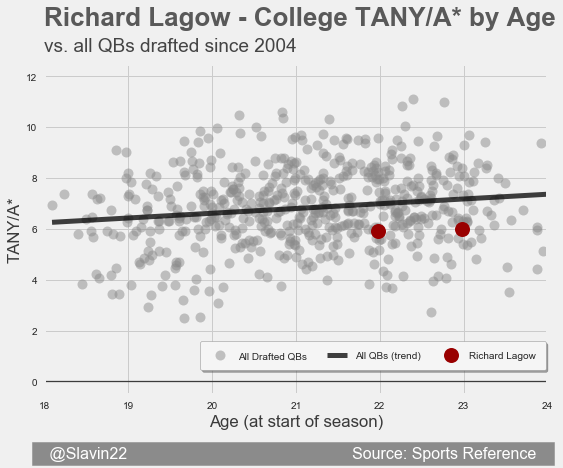 Richard Lagow - College TANY/A* by Age
vs. all QBs drafted since 2004
TANY/A*
12
10
8
6
4
2
0
All Drafted QBs
All QBs (trend)
Richard Lagow
18 19 20 21 22 23 24
Age (at start of season)
@Slavin22 Source: Sports Reference